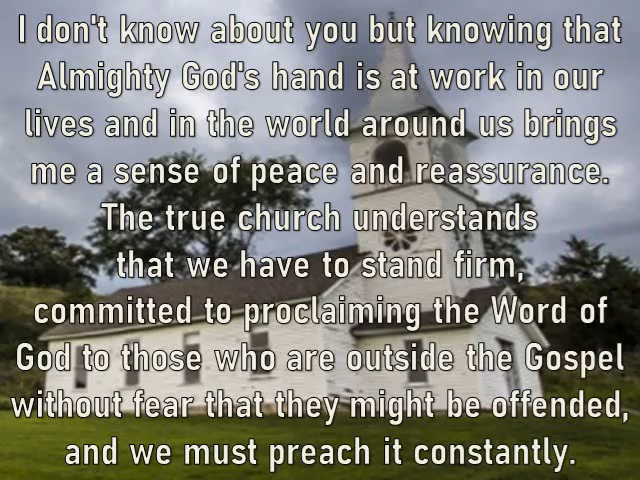 I don't know about you but knowing that
Almighty God's hand is at work in our
lives and in the world around us brings
me a sense of peace and reassurance.
The true church understands
that we have to stand firm,
committed to proclaiming the Word of
God to those who are outside the Gospel
without fear that they might be offended,
and we must preach it constantly.